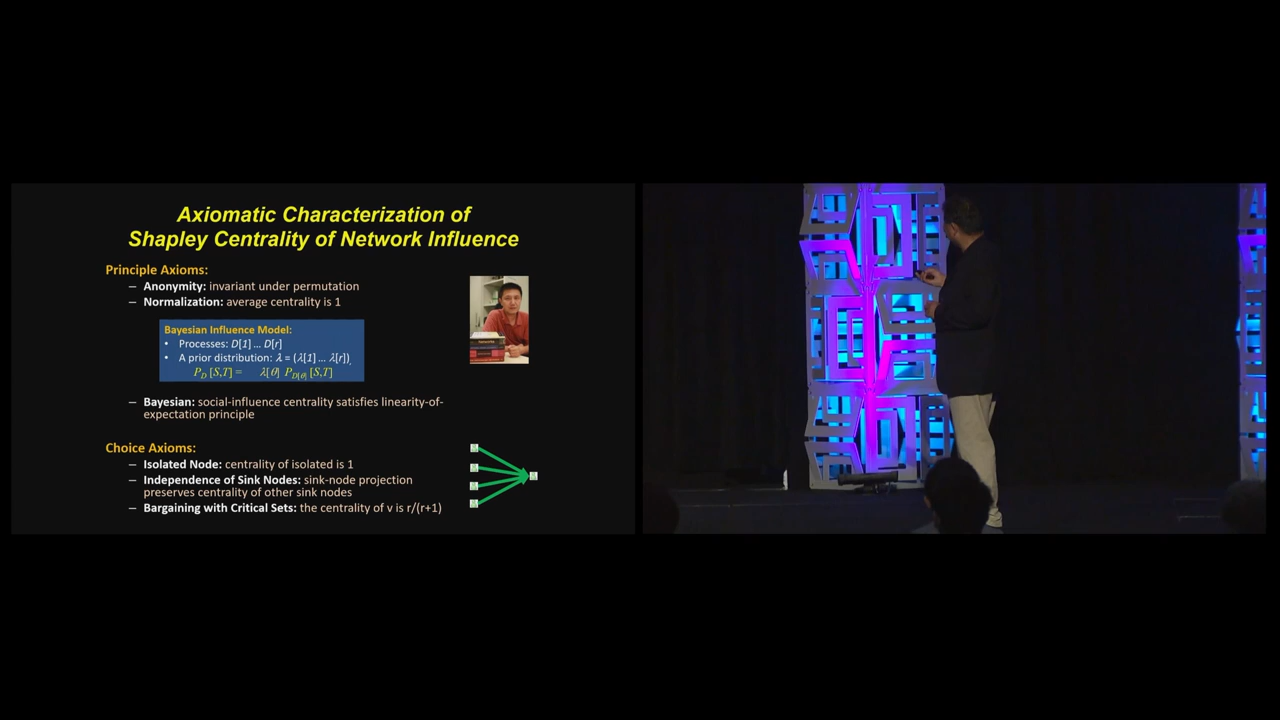 Axiomatic Characterization of
Shapley Centrality of Network Influence
Principle Axioms:
– Anonymity: invariant under permutation
– Normalization: average centrality is 1
Bayesian Influence Model:
• Processes: D[1] … D[r]
• A prior distribution: λ = (λ[1] … λ[r])
P_D [S,T] = λ[θ] P_D[θ] [S,T]
– Bayesian: social-influence centrality satisfies linearity-of-
expectation principle
Choice Axioms:
– Isolated Node: centrality of isolated is 1
– Independence of Sink Nodes: sink-node projection
preserves centrality of other sink nodes
– Bargaining with Critical Sets: the centrality of v is r/(r+1)